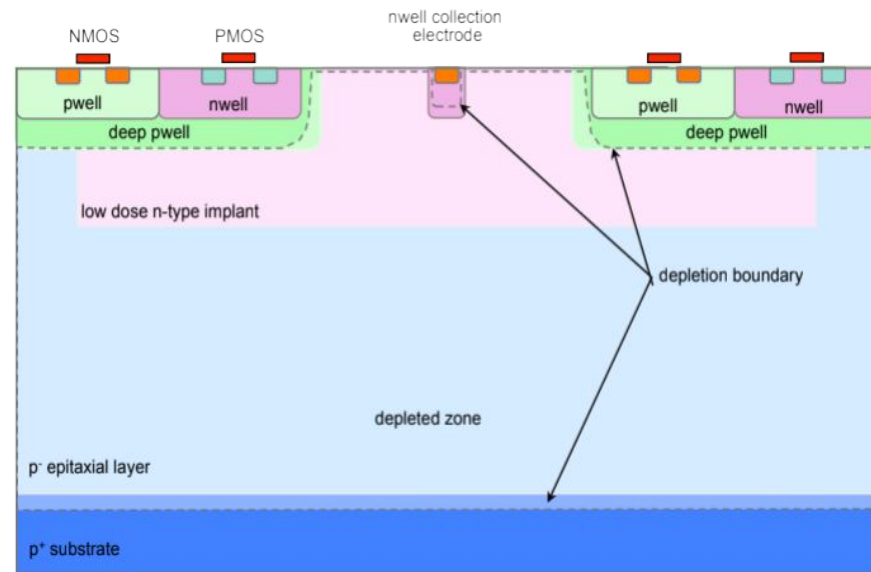 nwell collection
electrode
NMOS
PMOS
pwell
nwell
pwell
nwell
deep pwell
deep pwell
low dose n-type implant
depletion boundary
depleted zone
p- epitaxial layer
p+ substrate